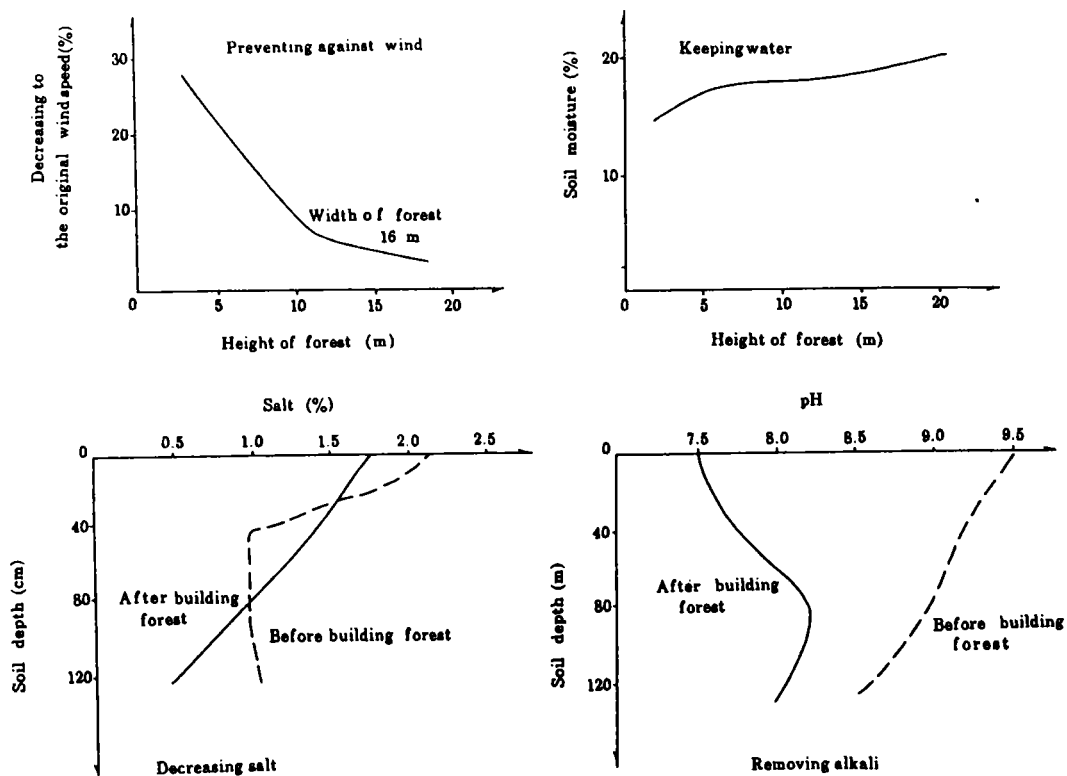 Preventing against wind
Decreasing to
the original wind speed(%)
30
20
10
Width of forest
16 m
0
5
10
15
20
Height of forest (m)
Keepingwater
Soil moisture (%)
20
10
0
5
10
15
20
Height of forest (m)
Salt (%)
0.5
1.0
1.5
2.0
2.5
0
40
80
120
Soil depth (cm)
After building
forest
Before building forest
Decreasing salt
pH
7.5
8.0
8.5
9.0
9.5
0
40
80
120
Soil depth (m)
After building
forest
Before building
forest
Removing alkali